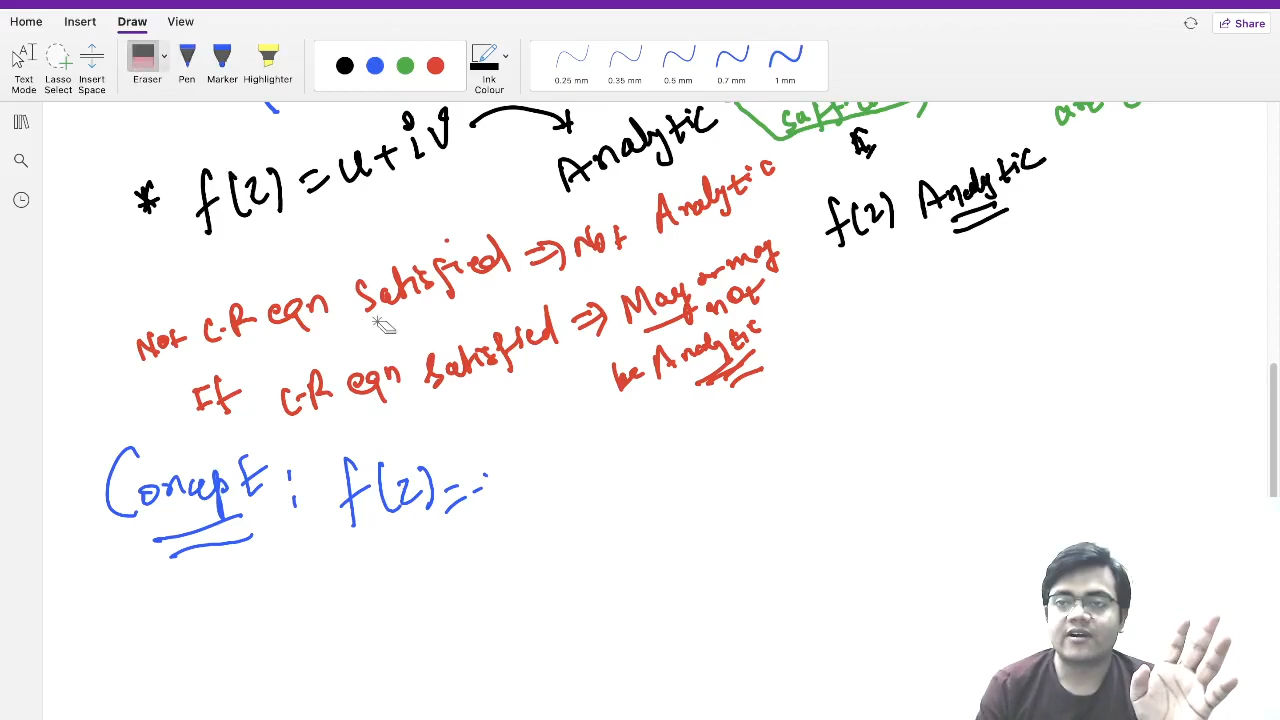 Home Insert Draw View
Share
Text Mode
Lasso Select
Insert Space
Eraser
Pen
Marker
Highlighter
Ink Colour
0.25 mm 0.35 mm 0.5 mm 0.7 mm 1 mm
* f(z) = u + i v
Analytic
f(z) Analytic
Not C-R eqn Satisfied ⇒ Not Analytic
If C-R eqn Satisfied ⇒ May or may not
be Analytic
Concept : f(z) =